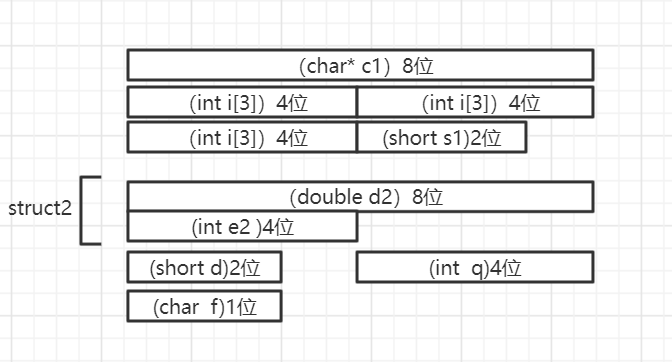 (char* c1) 8位
(int i[3]) 4位 (int i[3]) 4位
(int i[3]) 4位 (short s1)2位
struct2
(double d2) 8位
(int e2 )4位
(short d)2位 (int q)4位
(char f)1位